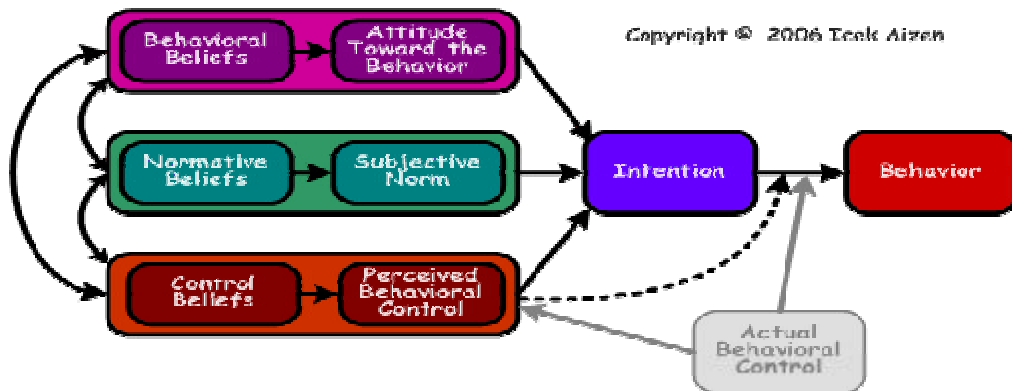 Behavioral
Beliefs
Attitude
Toward the
Behavior
Copyright © 2006 Icek Aizen
Normative
Beliefs
Subjective
Norm
Intention
Behavior
Control
Beliefs
Perceived
Behavioral
Control
Actual
Behavioral
Control